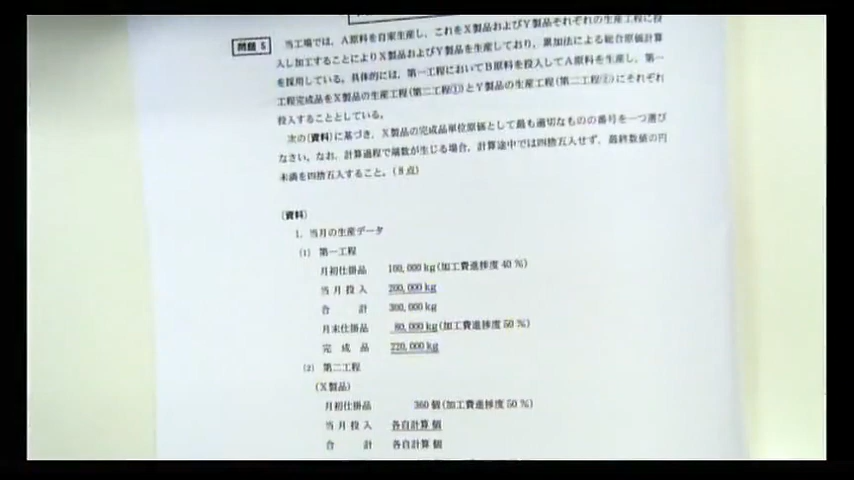 問題 5 当工場では、A原料を自家生産し、これをX製品およびY製品それぞれの生産工程に投
入し加工することによりX製品およびY製品を生産しており、累加法による総合原価計算
を採用している。具体的には、第一工程においてB原料を投入してA原料を生産し、第一
工程完成品をX製品の生産工程(第二工程①)とY製品の生産工程(第二工程②)にそれぞれ
投入することとしている。
次の(資料)に基づき、X製品の完成品単位原価として最も適切なものの番号を一つ選び
なさい。なお、計算過程で端数が生じる場合、計算途中では四捨五入せず、最終数値の円
未満を四捨五入すること。(8点)
(資料)
1. 当月の生産データ
(1) 第一工程
月初仕掛品 100,000 kg(加工費進捗度 40 %)
当月投入 200,000 kg
合計 300,000 kg
月末仕掛品 80,000 kg(加工費進捗度 50 %)
完成品 220,000 kg
(2) 第二工程
(X製品)
月初仕掛品 360 個(加工費進捗度 50 %)
当月投入 各自計算 個
合計 各自計算 個